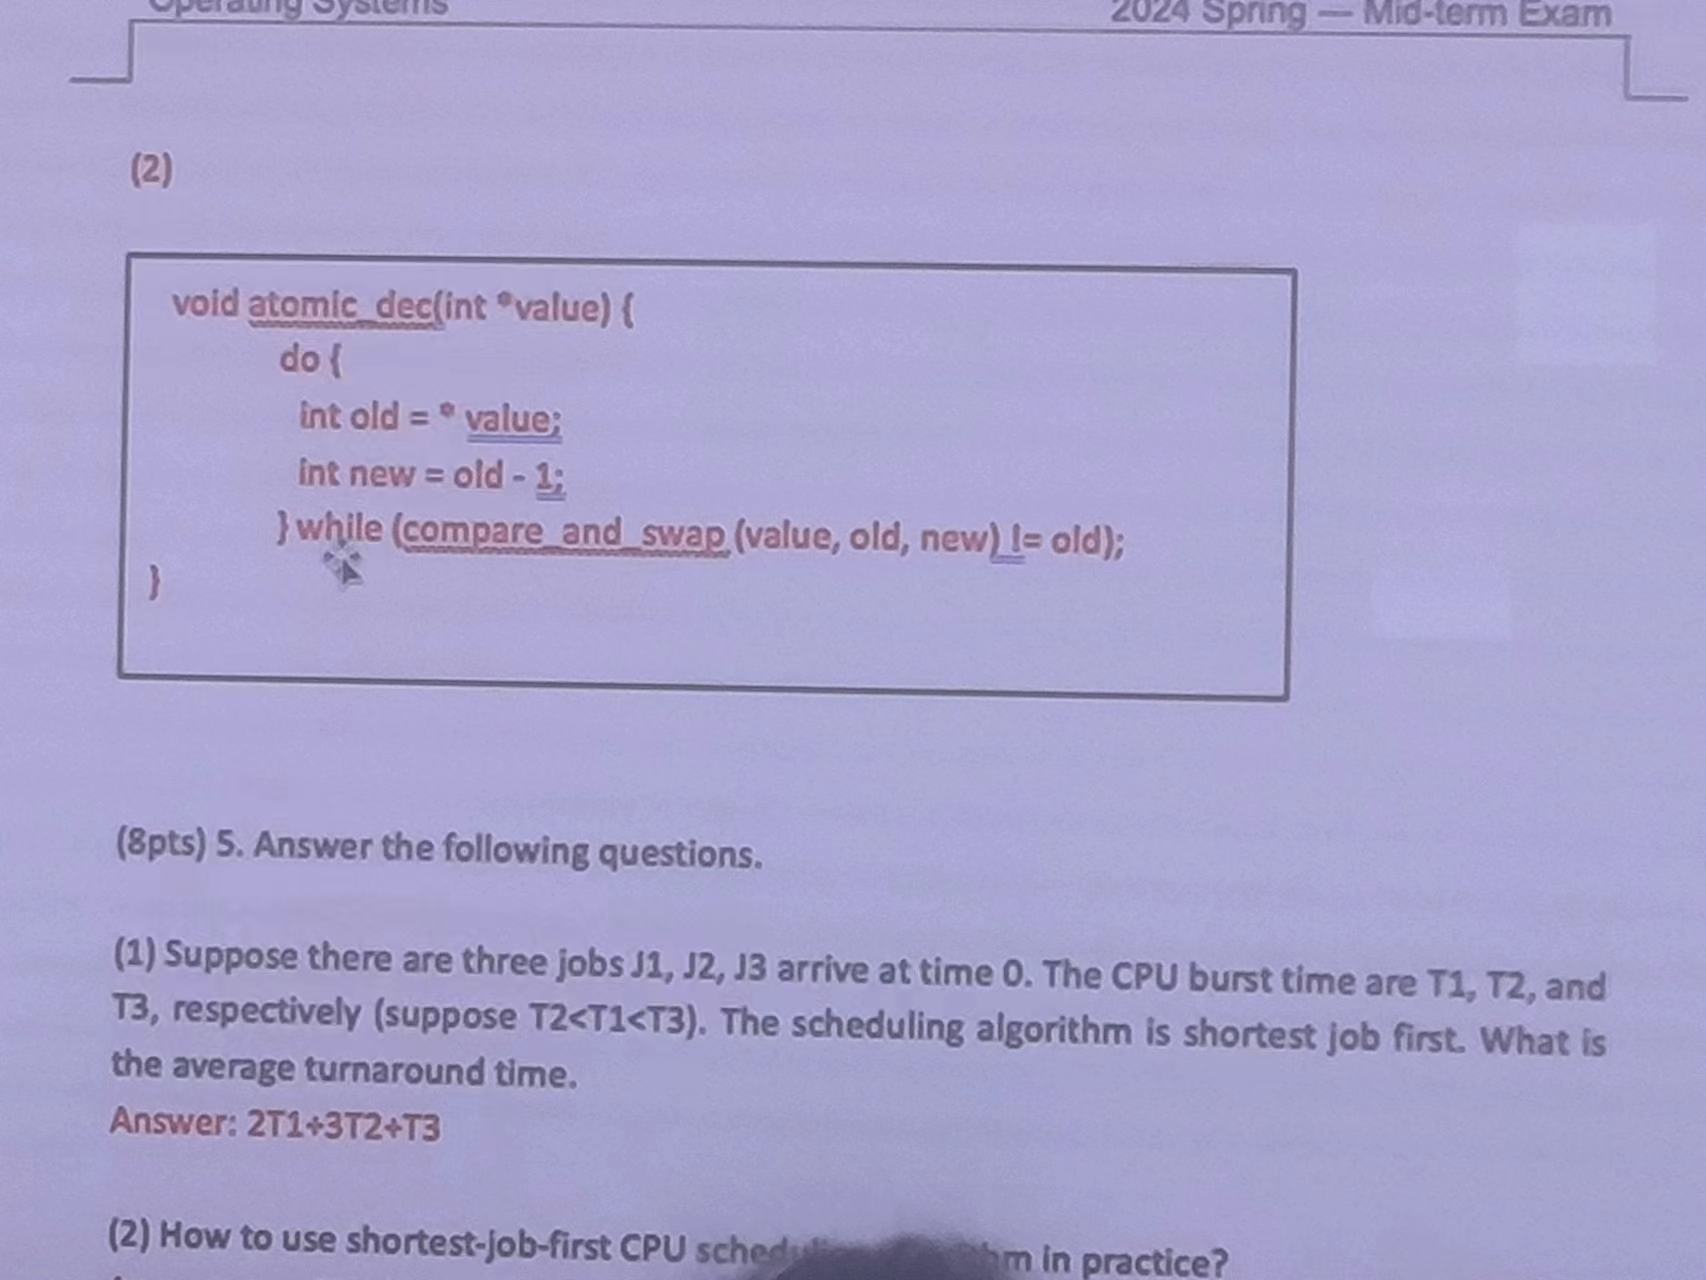 Operating Systems 2024 Spring — Mid-term Exam
(2)
void atomic_dec(int *value) {
do {
int old = * value;
int new = old - 1;
} while (compare_and_swap (value, old, new) != old);
}
(8pts) 5. Answer the following questions.
(1) Suppose there are three jobs J1, J2, J3 arrive at time 0. The CPU burst time are T1, T2, and
T3, respectively (suppose T2<T1<T3). The scheduling algorithm is shortest job first. What is
the average turnaround time.
Answer: 2T1+3T2+T3
(2) How to use shortest-job-first CPU in practice?